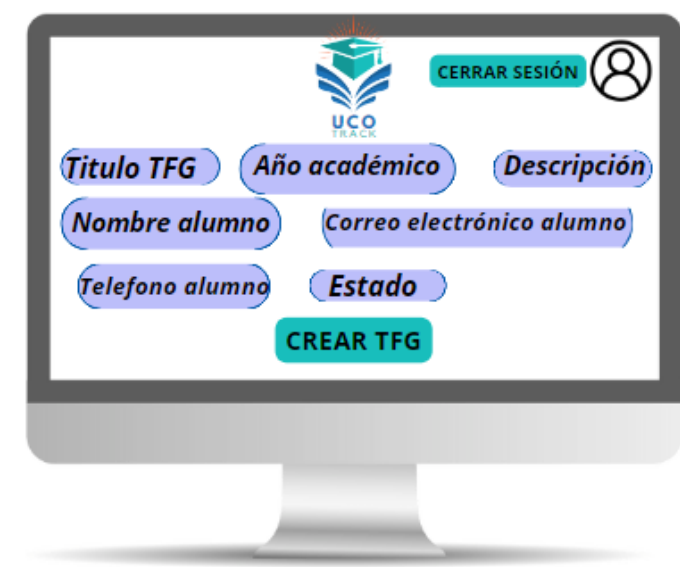 CERRAR SESIÓN
UCO
TRACK
Titulo TFG
Año académico
Descripción
Nombre alumno
Correo electrónico alumno
Telefono alumno
Estado
CREAR TFG